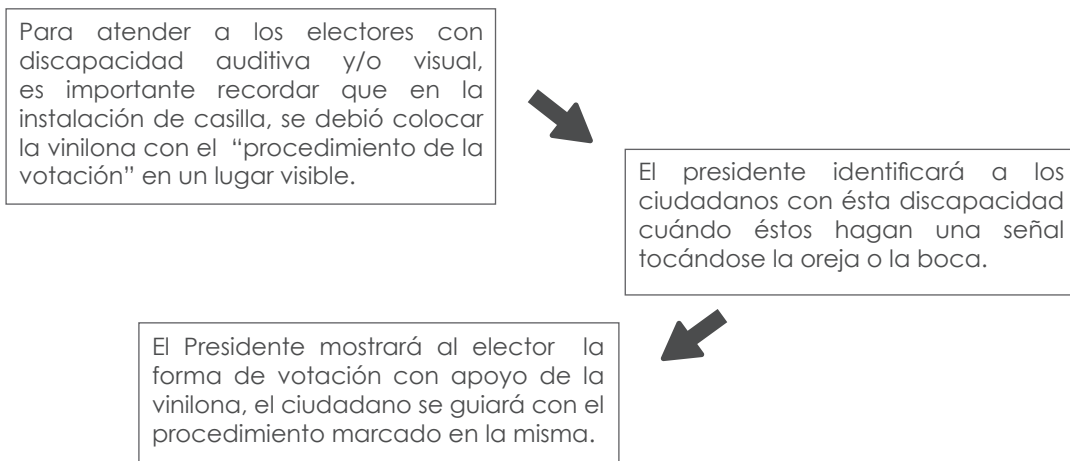 Para atender a los electores con
discapacidad auditiva y/o visual,
es importante recordar que en la
instalación de casilla, se debió colocar
la vinilona con el “procedimiento de la
votación” en un lugar visible.
El presidente identificará a los
ciudadanos con ésta discapacidad
cuándo éstos hagan una señal
tocándose la oreja o la boca.
El Presidente mostrará al elector la
forma de votación con apoyo de la
vinilona, el ciudadano se guiará con el
procedimiento marcado en la misma.